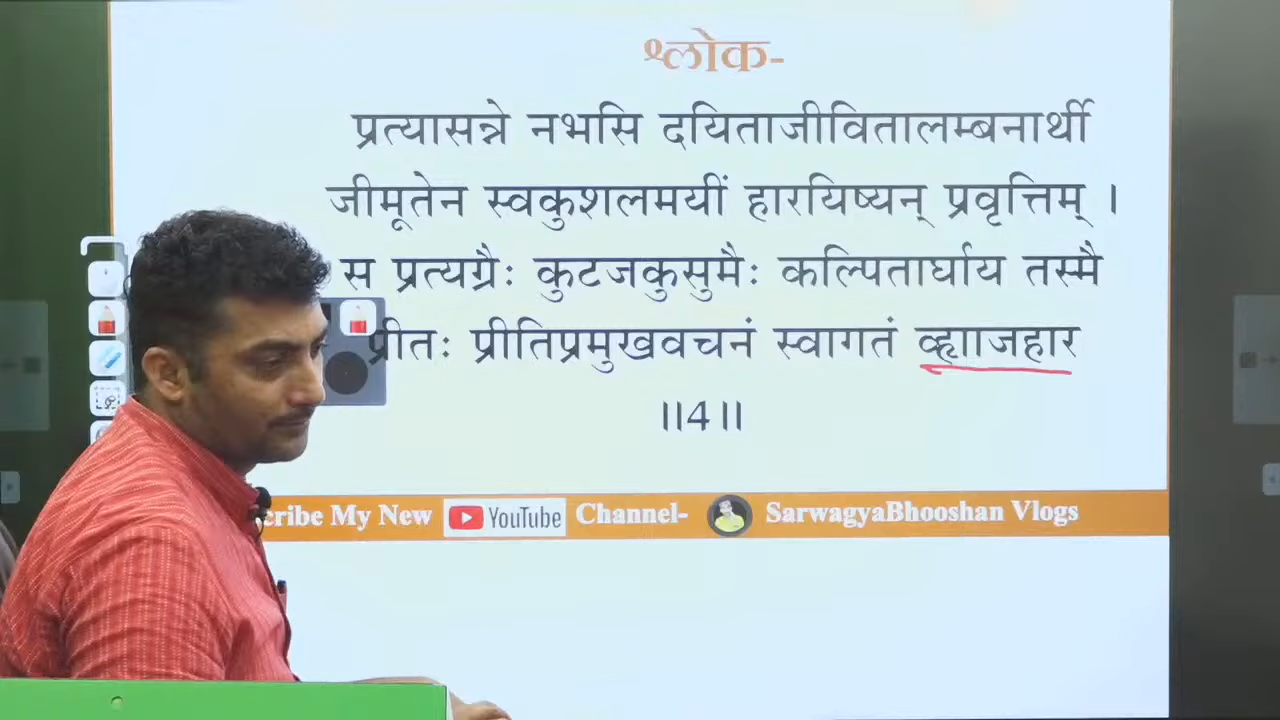 श्लोक-
प्रत्यासन्ने नभसि दयिताजीवितालम्बनार्थी
जीमूतेन स्वकुशलमयीं हारयिष्यन् प्रवृत्तिम् ।
स प्रत्यग्रैः कुटजकुसुमैः कल्पितार्घाय तस्मै
प्रीतः प्रीतिप्रमुखवचनं स्वागतं व्हााजहार
।।4।।
cribe My New YouTube Channel- SarwagyaBhooshan Vlogs